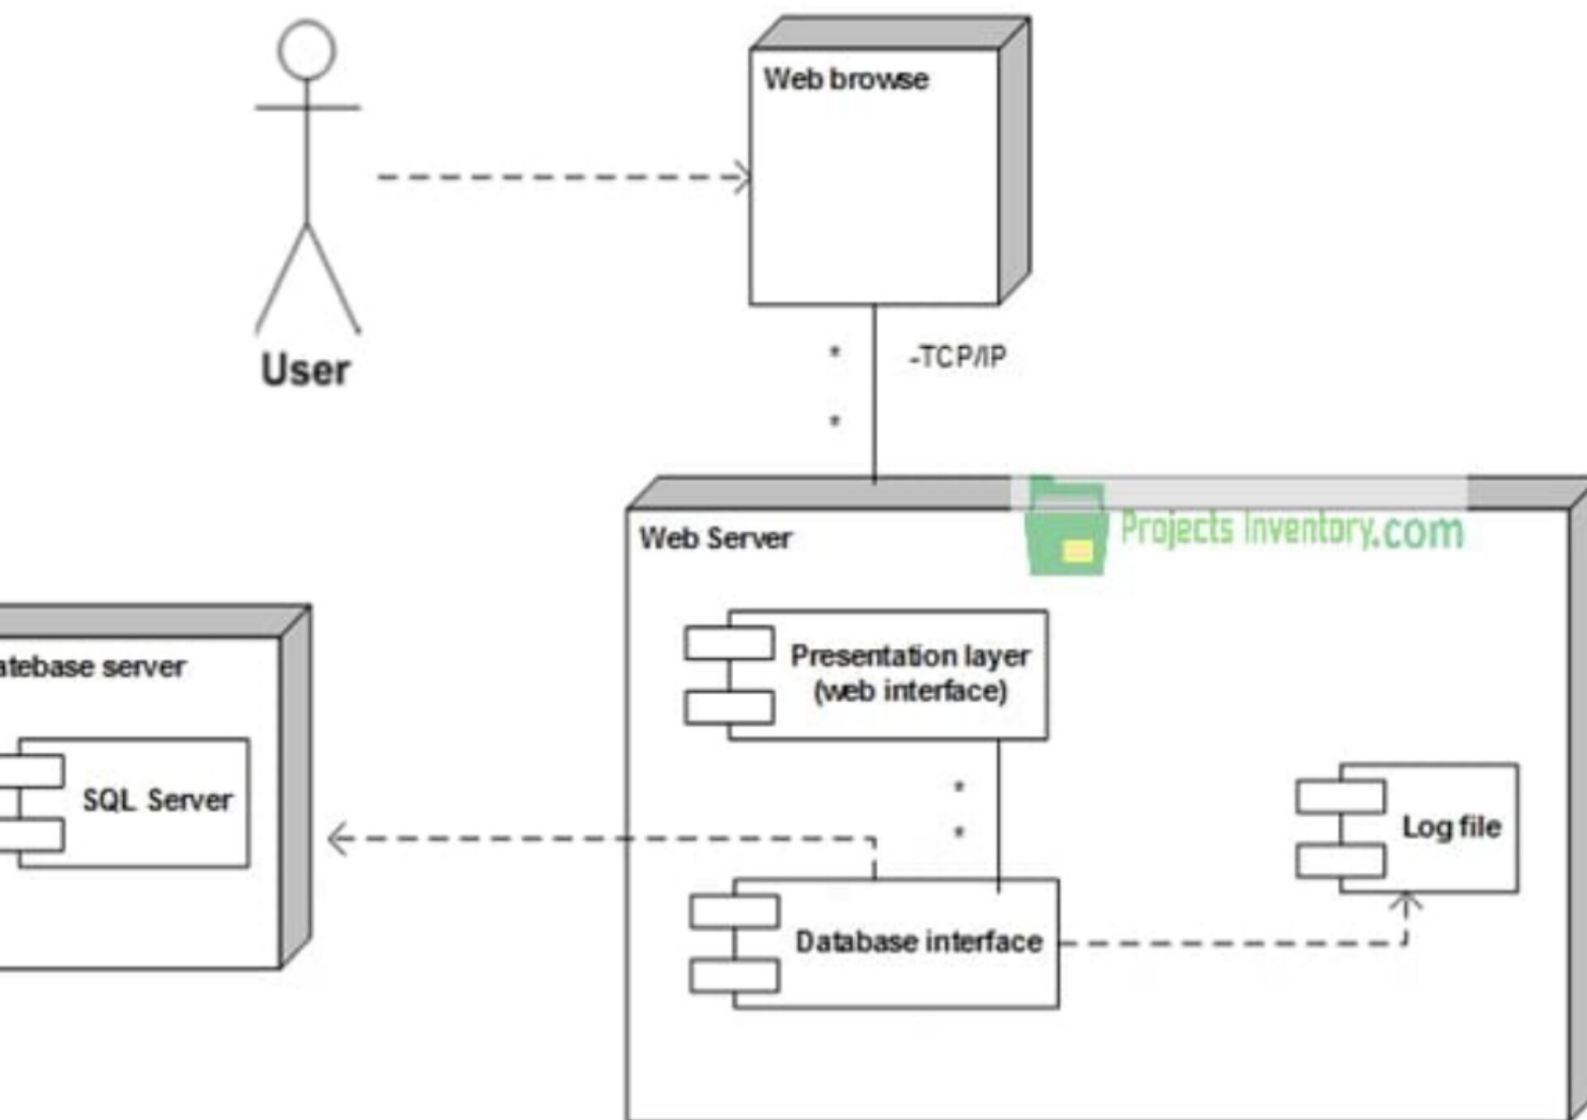 Web browse
User
-TCP/IP
*
*
Projects Inventory.com
Web Server
atebase server
Presentation layer
(web interface)
SQL Server
*
*
Log file
Database interface